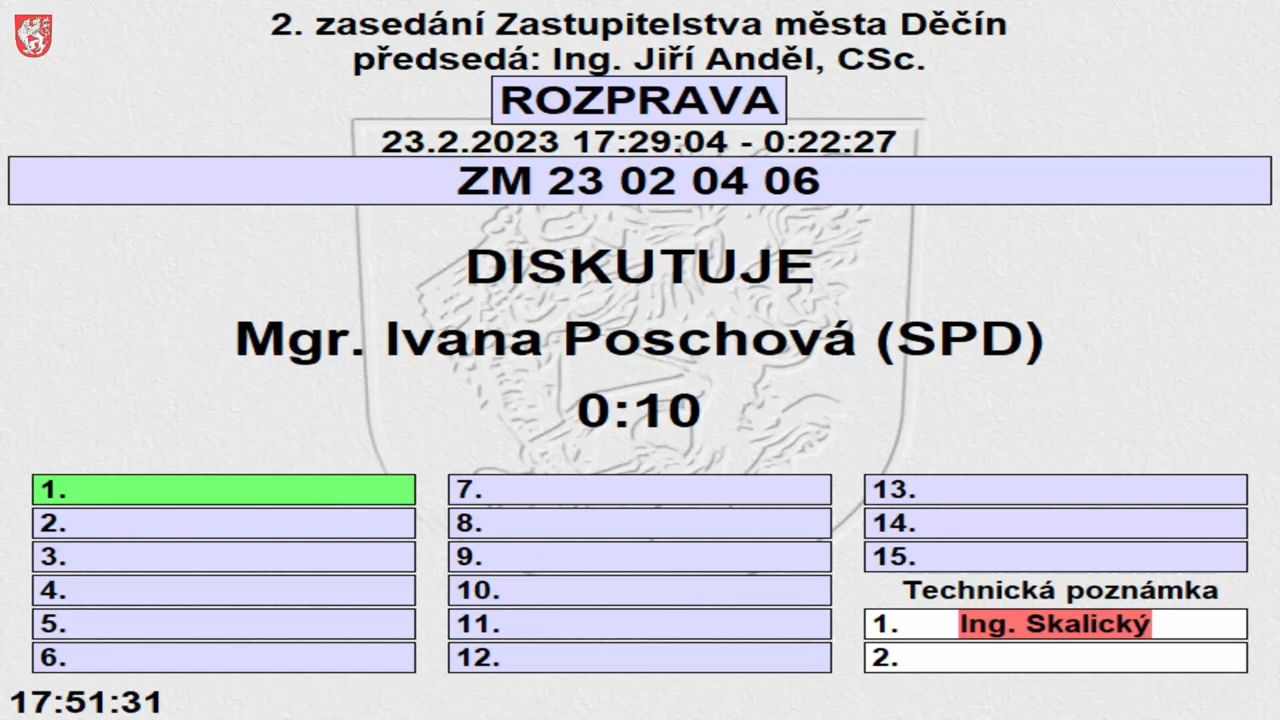 2. zasedání Zastupitelstva města Děčín
předsedá: Ing. Jiří Anděl, CSc.
ROZPRAVA
23.2.2023 17:29:04 - 0:22:27
ZM 23 02 04 06
DISKUTUJE
Mgr. Ivana Poschová (SPD)
0:10
1.
2.
3.
4.
5.
6.
7.
8.
9.
10.
11.
12.
13.
14.
15.
Technická poznámka
1. Ing. Skalický
2.
17:51:31